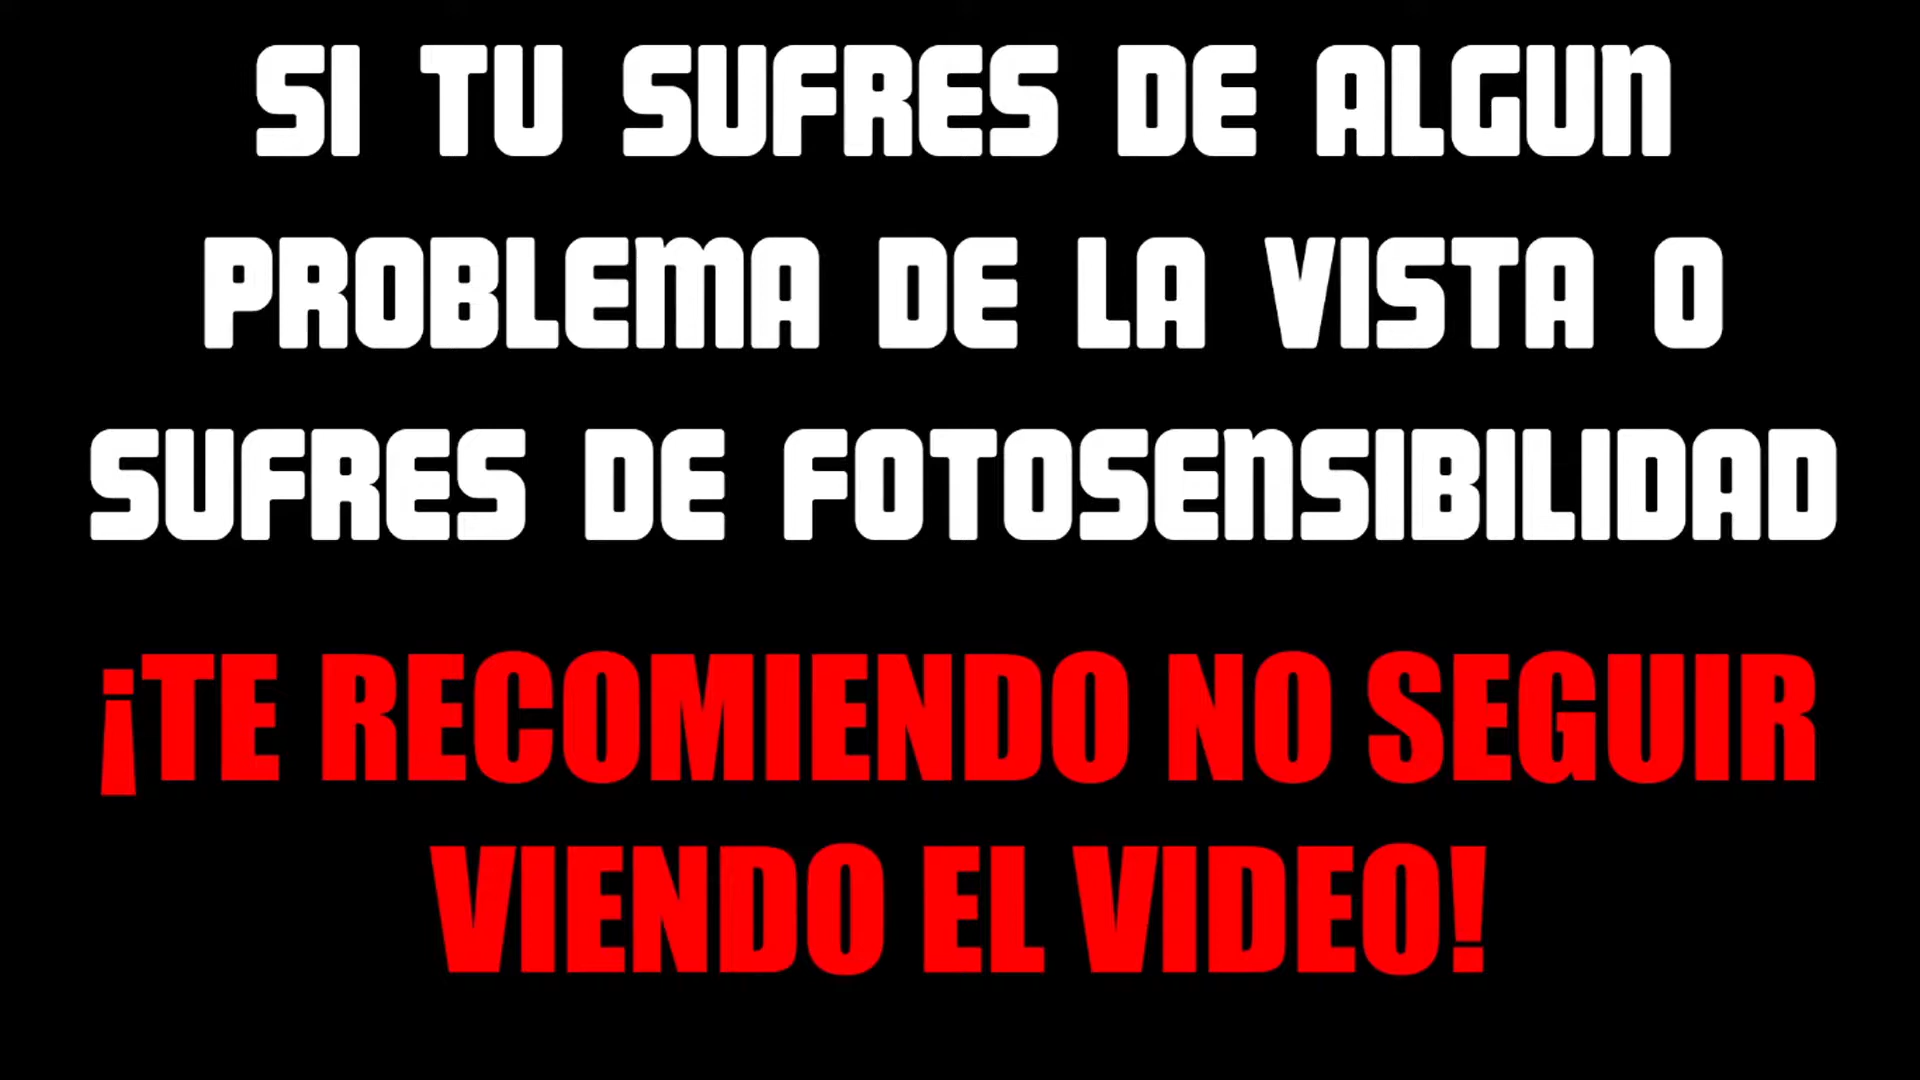 SI TU SUFRES DE ALGUN
PROBLEMA DE LA VISTA O
SUFRES DE FOTOSENSIBILIDAD
¡TE RECOMIENDO NO SEGUIR
VIENDO EL VIDEO!